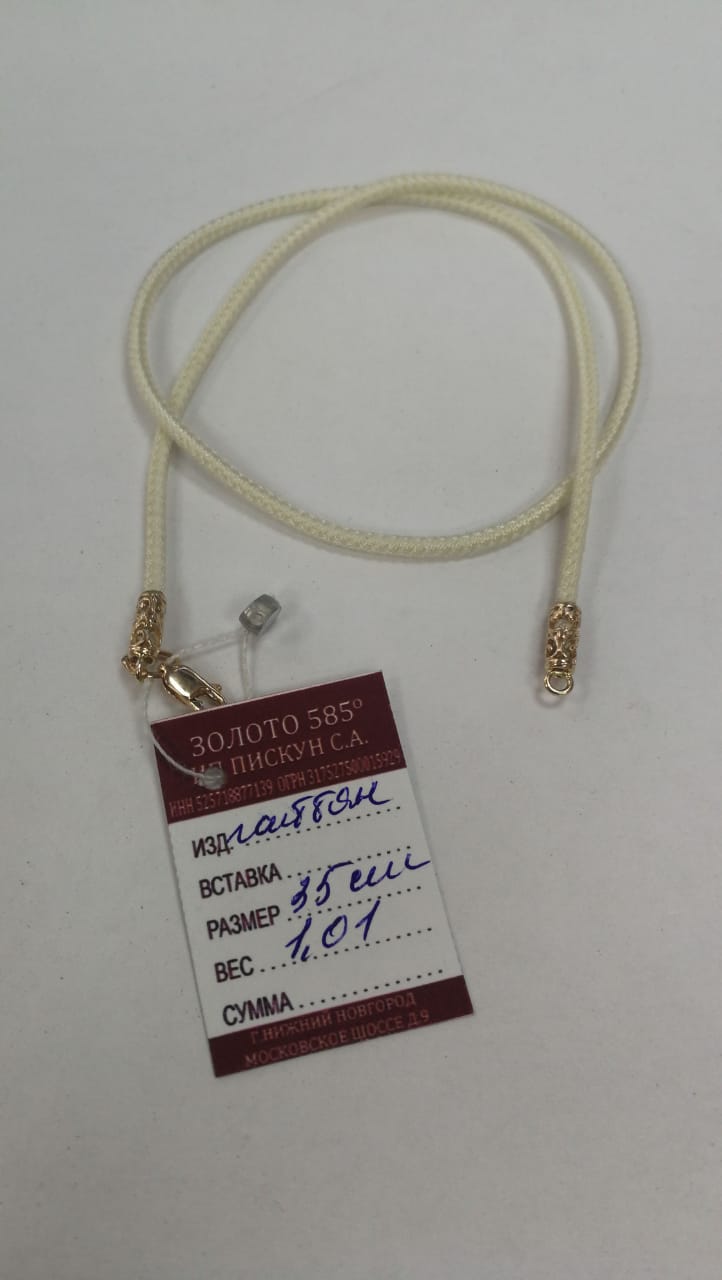 ЗОЛОТО 585°
ИП ПИСКУН С.А.
ИНН 525718877139 ОГРН 317527500015929
ИЗД. гайтян
ВСТАВКА
РАЗМЕР 35 см
ВЕС 1,01
СУММА
Г.НИЖНИЙ НОВГОРОД
МОСКОВСКОЕ ШОССЕ Д.9